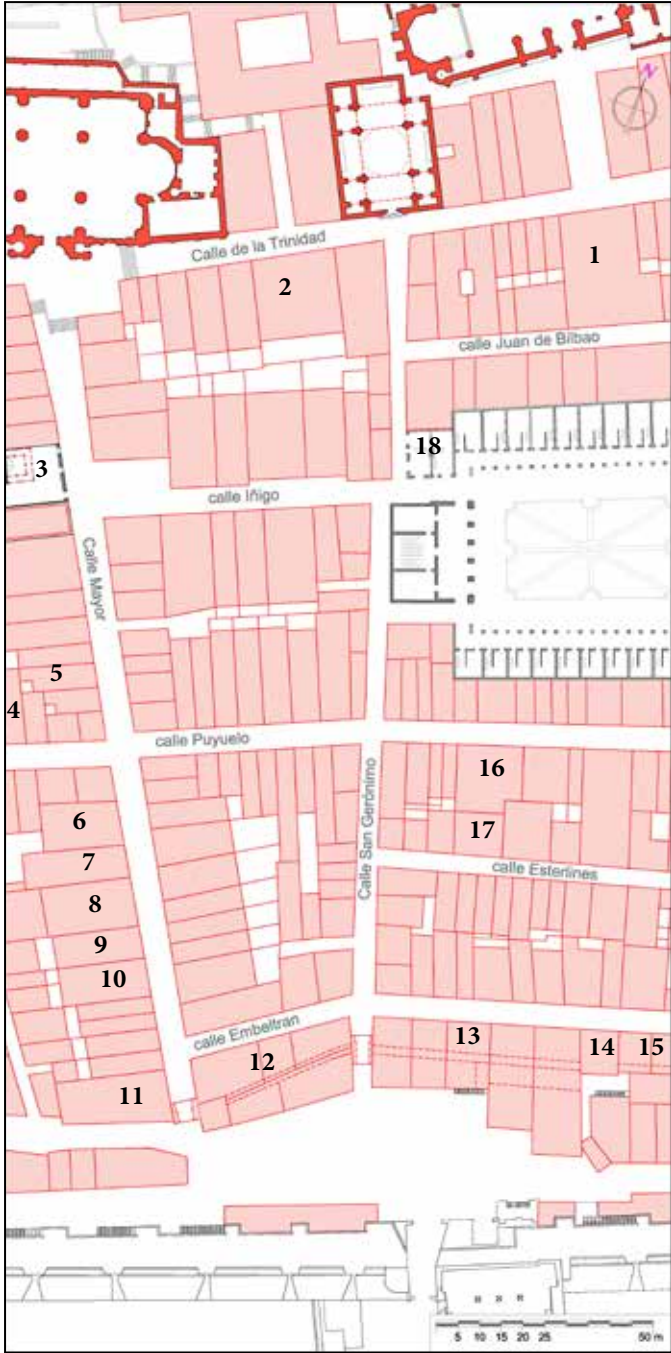 N
Calle de la Trinidad
1
2
calle Juan de Bilbao
18
3
calle Iñigo
Calle Mayor
5
4
calle Puyuelo
16
6
Calle San Gerónimo
17
7
calle Esterlines
8
9
10
calle Embeltran
13
12
14
15
11
5 10 15 20 25 50 m